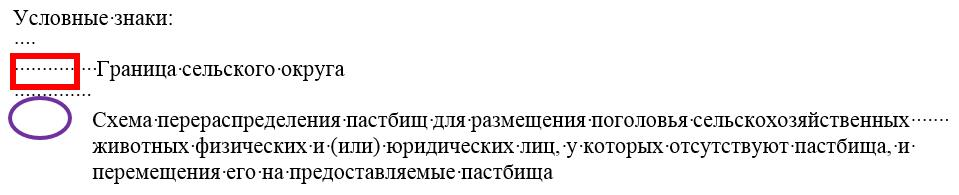 Условные знаки:
Граница сельского округа
Схема перераспределения пастбищ для размещения поголовья сельскохозяйственных
животных физических и (или) юридических лиц, у которых отсутствуют пастбища, и
перемещения его на предоставляемые пастбища